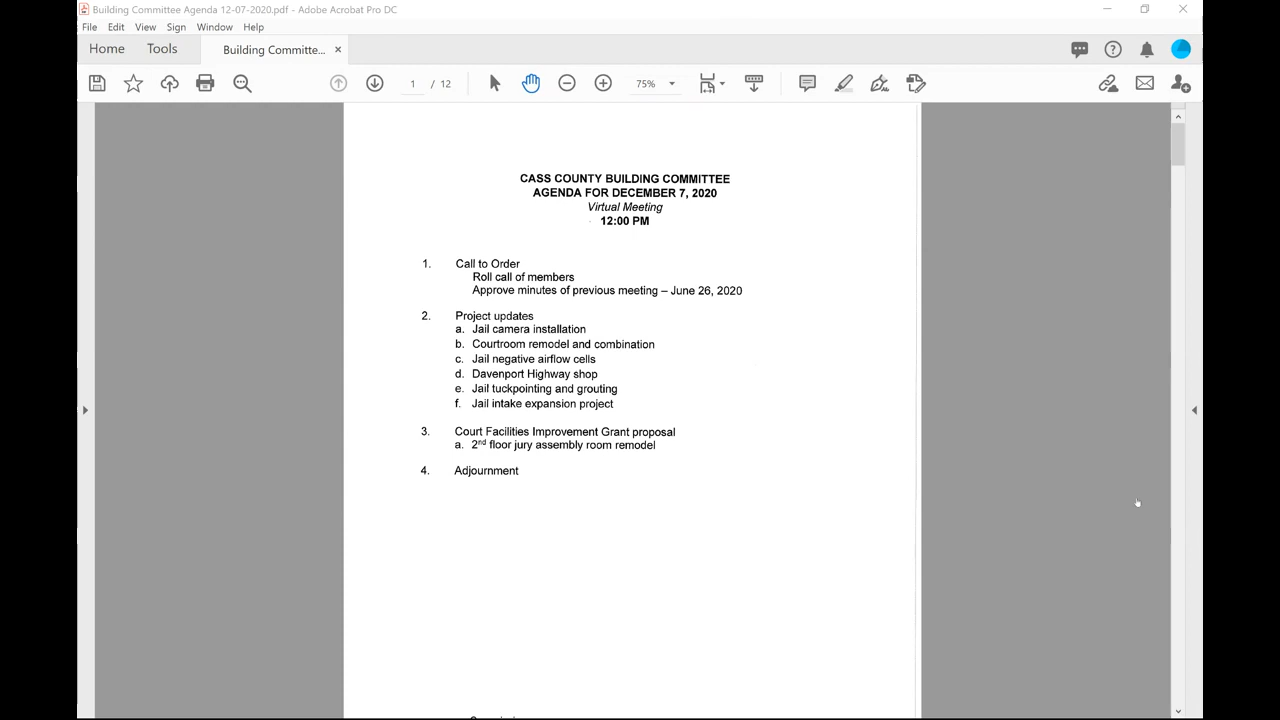 Building Committee Agenda 12-07-2020.pdf - Adobe Acrobat Pro DC
File Edit View Sign Window Help
Home Tools Building Committe... ×
1 / 12 75%
CASS COUNTY BUILDING COMMITTEE
AGENDA FOR DECEMBER 7, 2020
Virtual Meeting
12:00 PM
1. Call to Order
Roll call of members
Approve minutes of previous meeting – June 26, 2020
2. Project updates
a. Jail camera installation
b. Courtroom remodel and combination
c. Jail negative airflow cells
d. Davenport Highway shop
e. Jail tuckpointing and grouting
f. Jail intake expansion project
3. Court Facilities Improvement Grant proposal
a. 2nd floor jury assembly room remodel
4. Adjournment